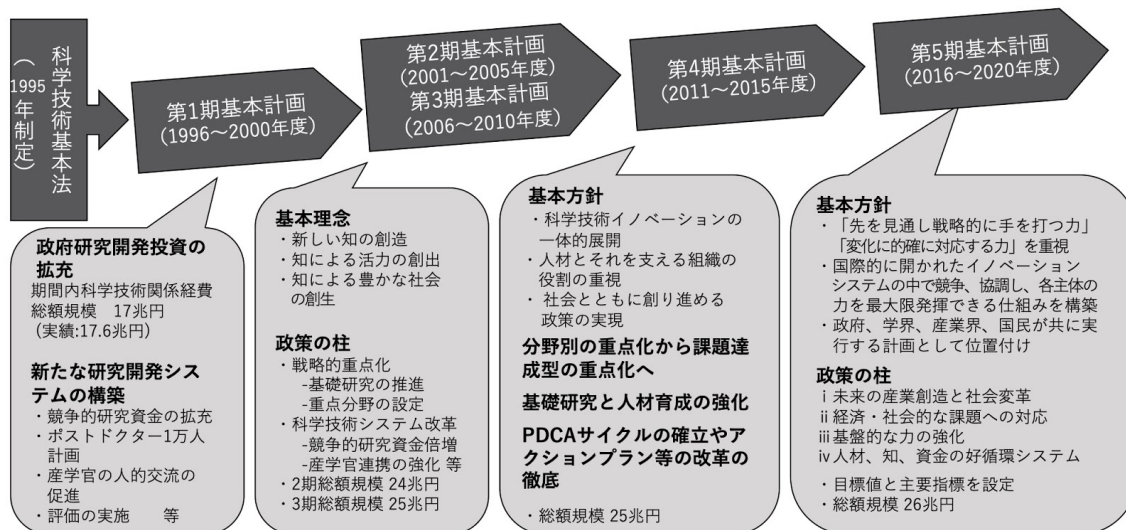 科学技術基本法
(1995年制定)
第1期基本計画
(1996～2000年度)
第2期基本計画
(2001～2005年度)
第3期基本計画
(2006～2010年度)
第4期基本計画
(2011～2015年度)
第5期基本計画
(2016～2020年度)
政府研究開発投資の
拡充
期間内科学技術関係経費
総額規模 17兆円
(実績:17.6兆円)
新たな研究開発シス
テムの構築
・競争的研究資金の拡充
・ポストドクター1万人
計画
・産学官の人的交流の
促進
・評価の実施 等
基本理念
・新しい知の創造
・知による活力の創出
・知による豊かな社会
の創生
政策の柱
・戦略的重点化
-基礎研究の推進
-重点分野の設定
・科学技術システム改革
-競争的研究資金倍増
-産学官連携の強化 等
・2期総額規模 24兆円
・3期総額規模 25兆円
基本方針
・科学技術イノベーションの
一体的展開
・人材とそれを支える組織の
役割の重視
・社会とともに創り進める
政策の実現
分野別の重点化から課題達
成型の重点化へ
基礎研究と人材育成の強化
PDCAサイクルの確立やア
クションプラン等の改革の
徹底
・総額規模 25兆円
基本方針
・「先を見通し戦略的に手を打つ力」
「変化に的確に対応する力」を重視
・国際的に開かれたイノベーション
システムの中で競争、協調し、各主体の
力を最大限発揮できる仕組みを構築
・政府、学界、産業界、国民が共に実
行する計画として位置付け
政策の柱
ⅰ 未来の産業創造と社会変革
ⅱ 経済・社会的な課題への対応
ⅲ 基盤的な力の強化
ⅳ 人材、知、資金の好循環システム
・目標値と主要指標を設定
・総額規模 26兆円